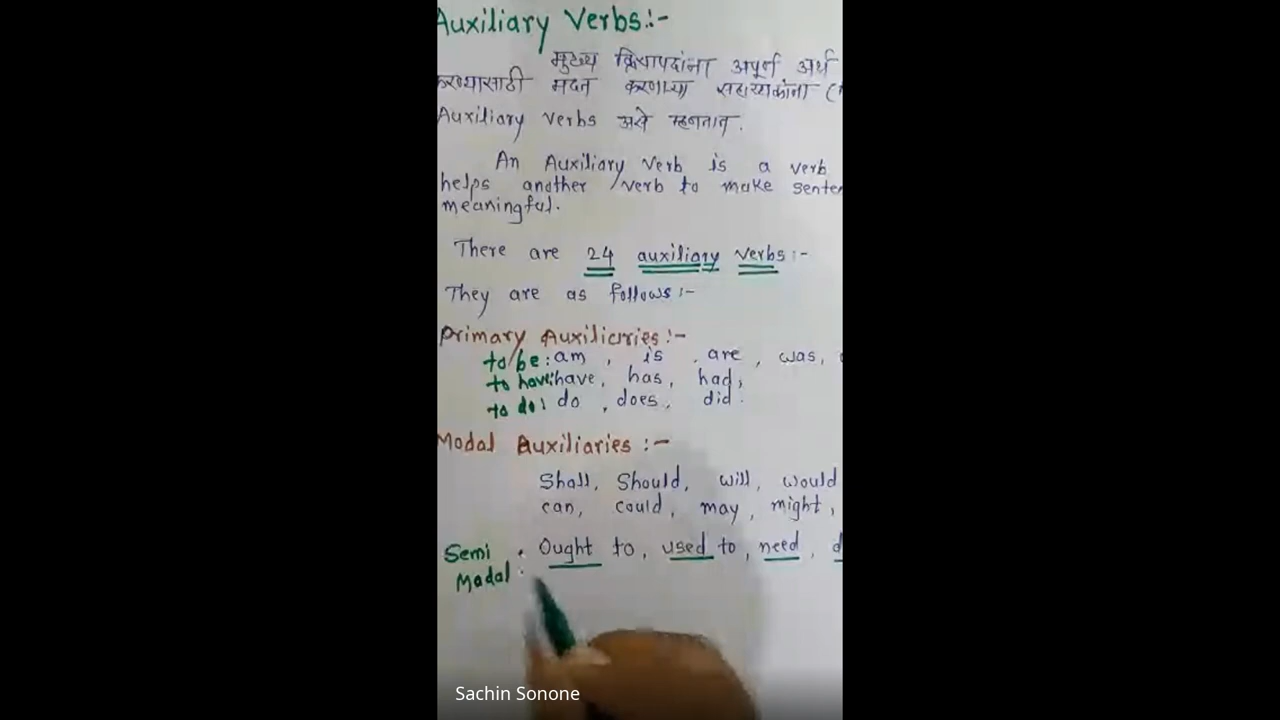 Auxiliary Verbs:-
मुख्य क्रियापदांना अपूर्ण अर्थ
करण्यासाठी मदत करणाऱ्या सहाय्यकांना (
Auxiliary verbs असे म्हणतात.
An Auxiliary Verb is a verb
helps another verb to make
meaningful.
There are 24 auxiliary verbs:-
They are as follows:-
Primary Auxiliaries:-
to be: am, is, are, was,
to have: have, has, had,
to do: do, does, did.
Modal Auxiliaries:-
Shall, Should, will, would
can, could, may, might,
Semi Modal: Ought to, used to, need,
Sachin Sonone